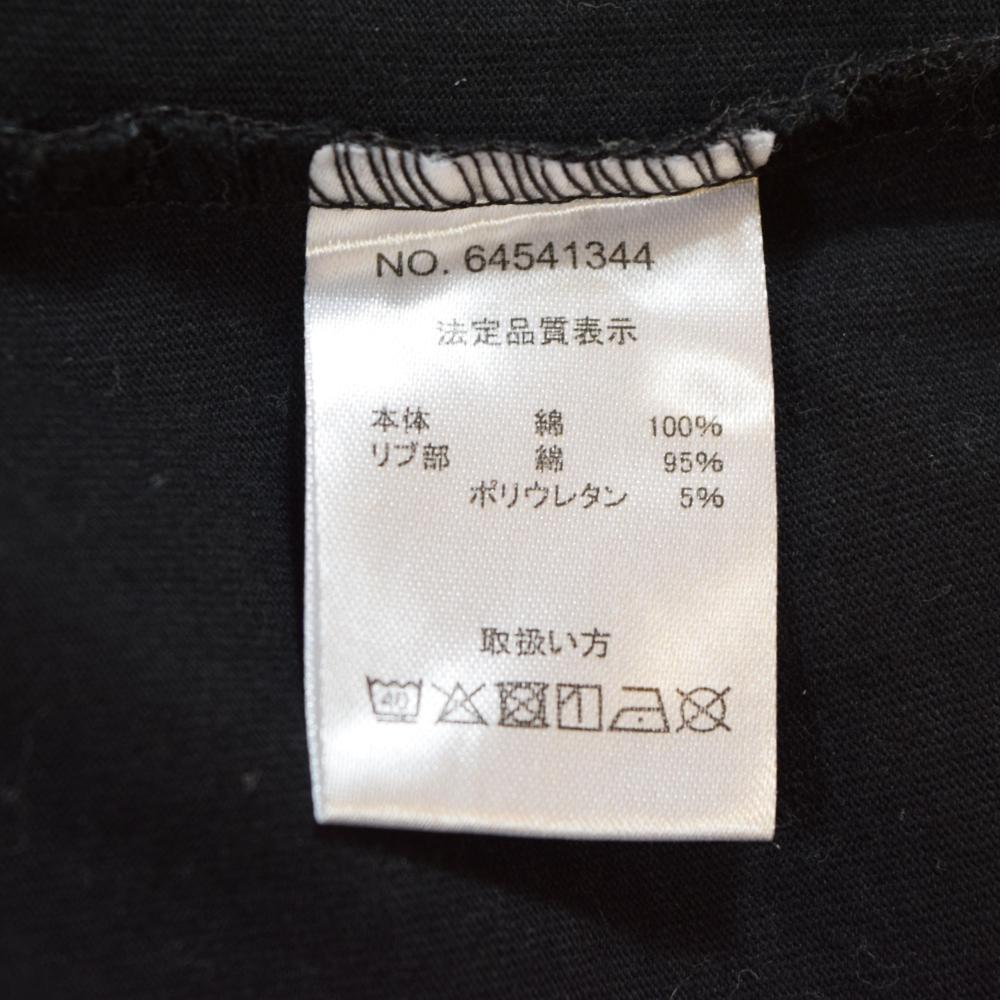 NO. 64541344
法定品質表示
本体 綿 100%
リブ部 綿 95%
ポリウレタン 5%
取扱い方
40